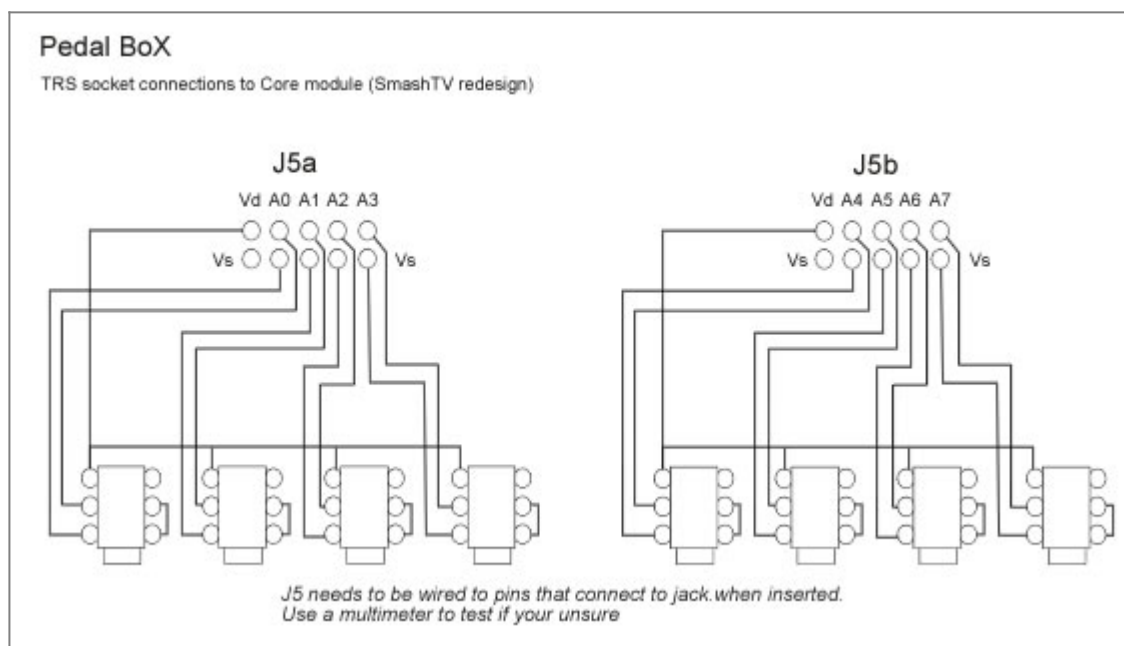 Pedal BoX
TRS socket connections to Core module (SmashTV redesign)
J5a
J5b
Vd A0 A1 A2 A3
Vd A4 A5 A6 A7
Vs
Vs
Vs
Vs
J5 needs to be wired to pins that connect to jack.when inserted.
Use a multimeter to test if your unsure